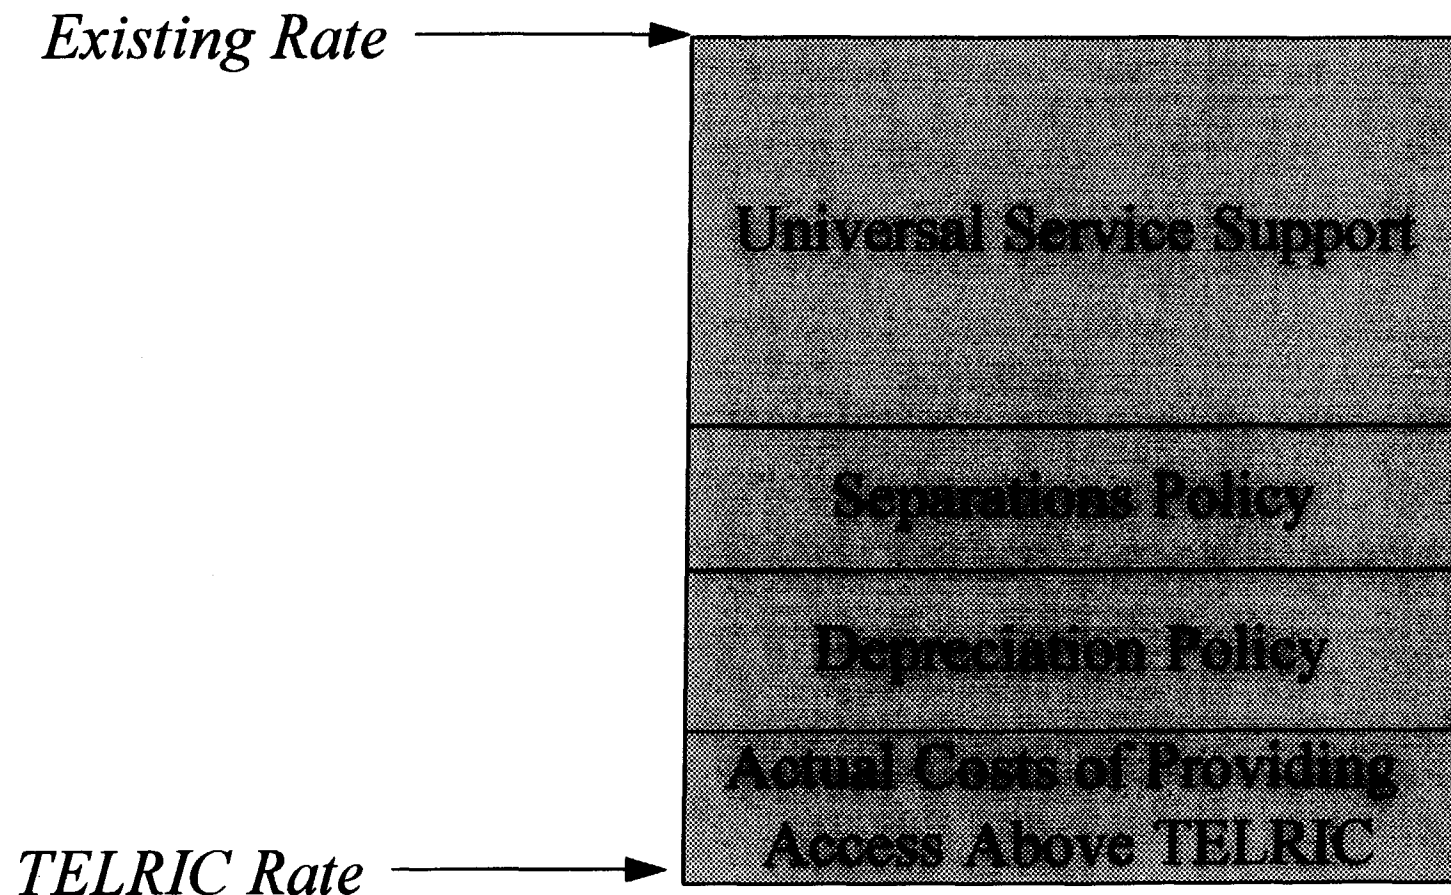 Existing Rate
Universal Service Support
Separations Policy
Depreciation Policy
Actual Costs of Providing
Access Above TELRIC
TELRIC Rate